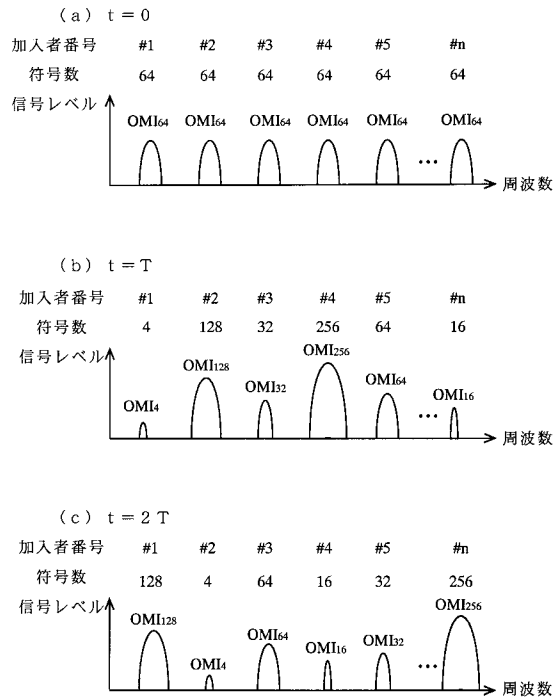 (a) t=0
加入者番号 #1 #2 #3 #4 #5 #n
符号数 64 64 64 64 64 64
信号レベル
OMI64 OMI64 OMI64 OMI64 OMI64 OMI64
…
周波数
(b) t=T
加入者番号 #1 #2 #3 #4 #5 #n
符号数 4 128 32 256 64 16
信号レベル
OMI4 OMI128 OMI32 OMI256 OMI64 OMI16
…
周波数
(c) t=2T
加入者番号 #1 #2 #3 #4 #5 #n
符号数 128 4 64 16 32 256
信号レベル
OMI128 OMI4 OMI64 OMI16 OMI32 OMI256
…
周波数